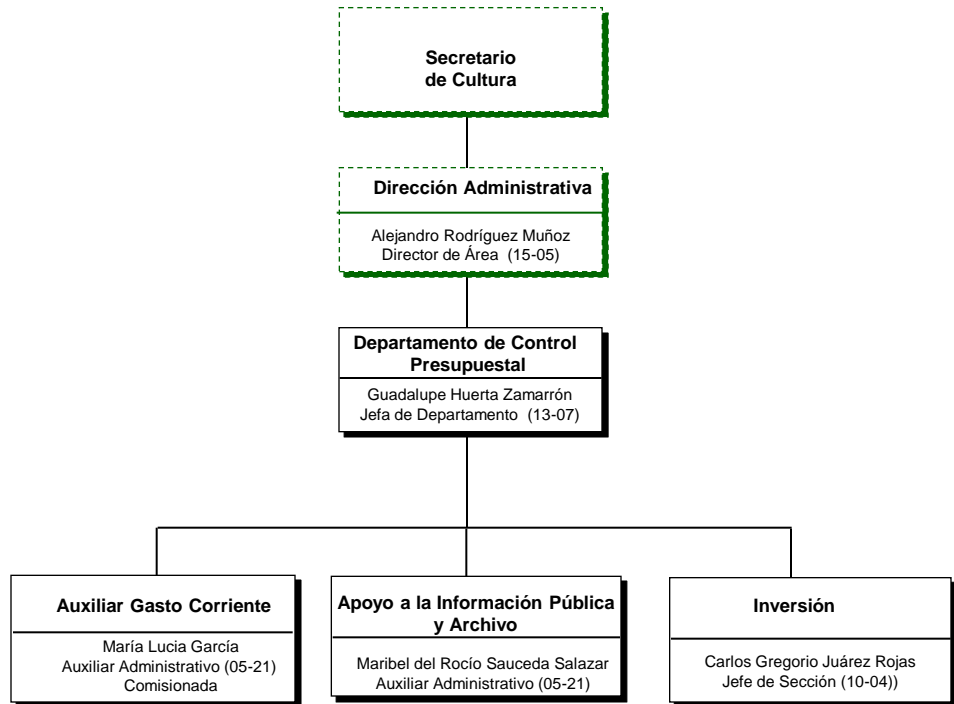 Secretario
de Cultura
Dirección Administrativa
Alejandro Rodríguez Muñoz
Director de Área (15-05)
Departamento de Control
Presupuestal
Guadalupe Huerta Zamarrón
Jefa de Departamento (13-07)
Auxiliar Gasto Corriente
María Lucia García
Auxiliar Administrativo (05-21)
Comisionada
Apoyo a la Información Pública
y Archivo
Maribel del Rocío Sauceda Salazar
Auxiliar Administrativo (05-21)
Inversión
Carlos Gregorio Juárez Rojas
Jefe de Sección (10-04))